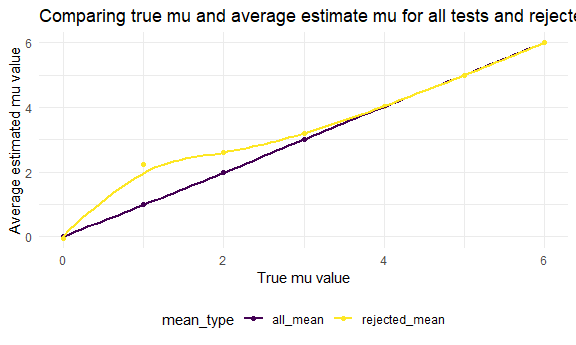 Comparing true mu and average estimate mu for all tests and rejecte
Average estimated mu value
6
4
2
0
0
2
4
6
True mu value
mean_type
all_mean
rejected_mean